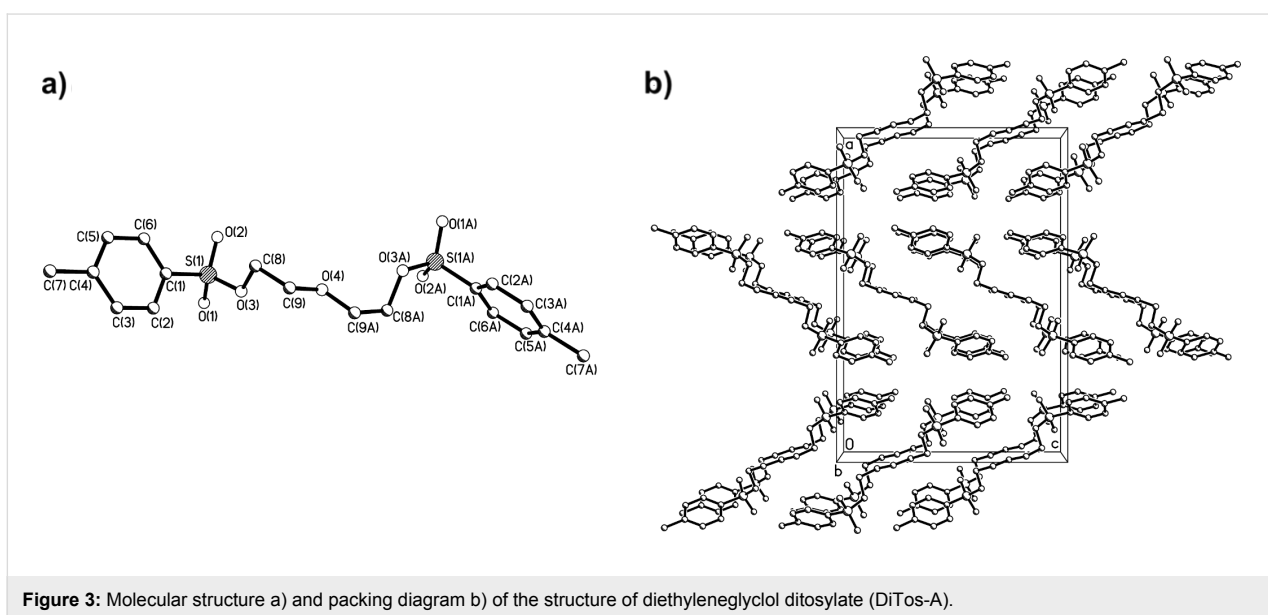 a)
b)
O(1A)
C(6)
O(2)
C(5)
O(3A)
S(1A)
S(1)
C(8)
C(2A)
O(4)
O(2A)
C(7)
C(4)
C(1)
C(1A)
C(3A)
O(3)
C(9)
C(4A)
C(3)
C(2)
O(1)
C(9A)
C(8A)
C(6A)
C(5A)
C(7A)
a
0
c
b
Figure 3: Molecular structure a) and packing diagram b) of the structure of diethyleneglyclol ditosylate (DiTos-A).